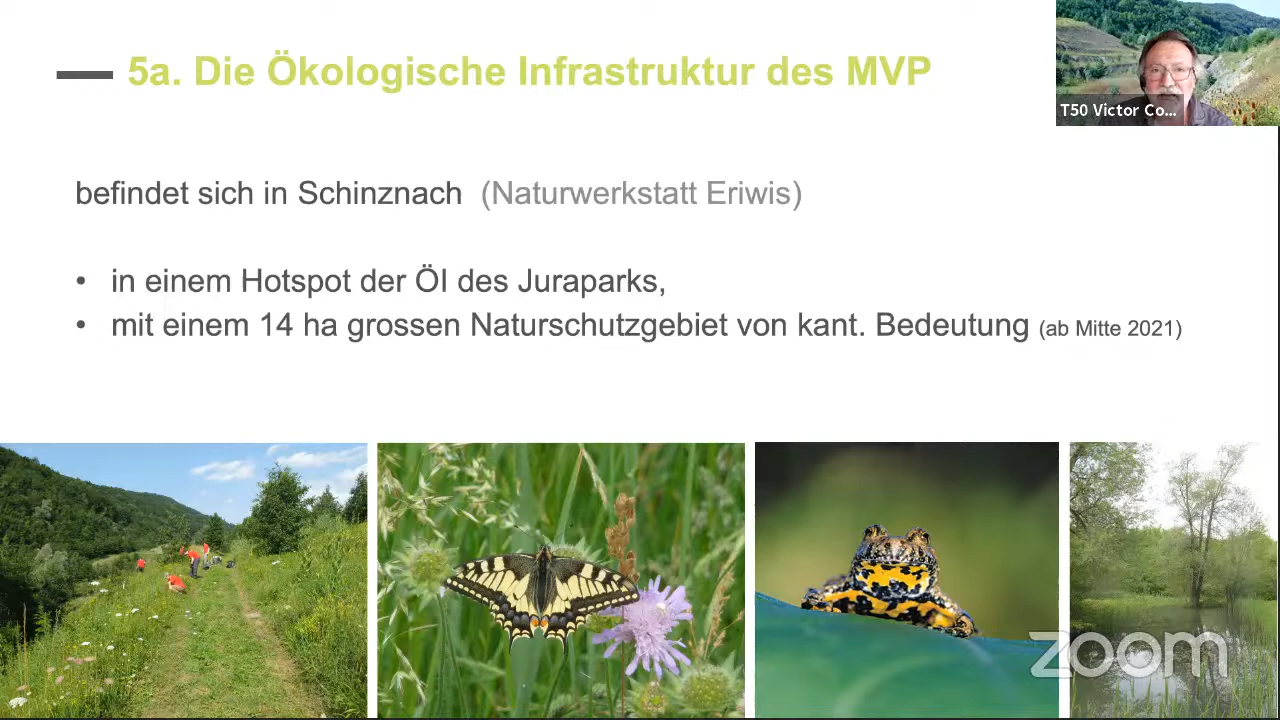 5a. Die Ökologische Infrastruktur des MVP
T50 Victor Co...
befindet sich in Schinznach (Naturwerkstatt Eriwis)
• in einem Hotspot der ÖI des Juraparks,
• mit einem 14 ha grossen Naturschutzgebiet von kant. Bedeutung (ab Mitte 2021)
zoom